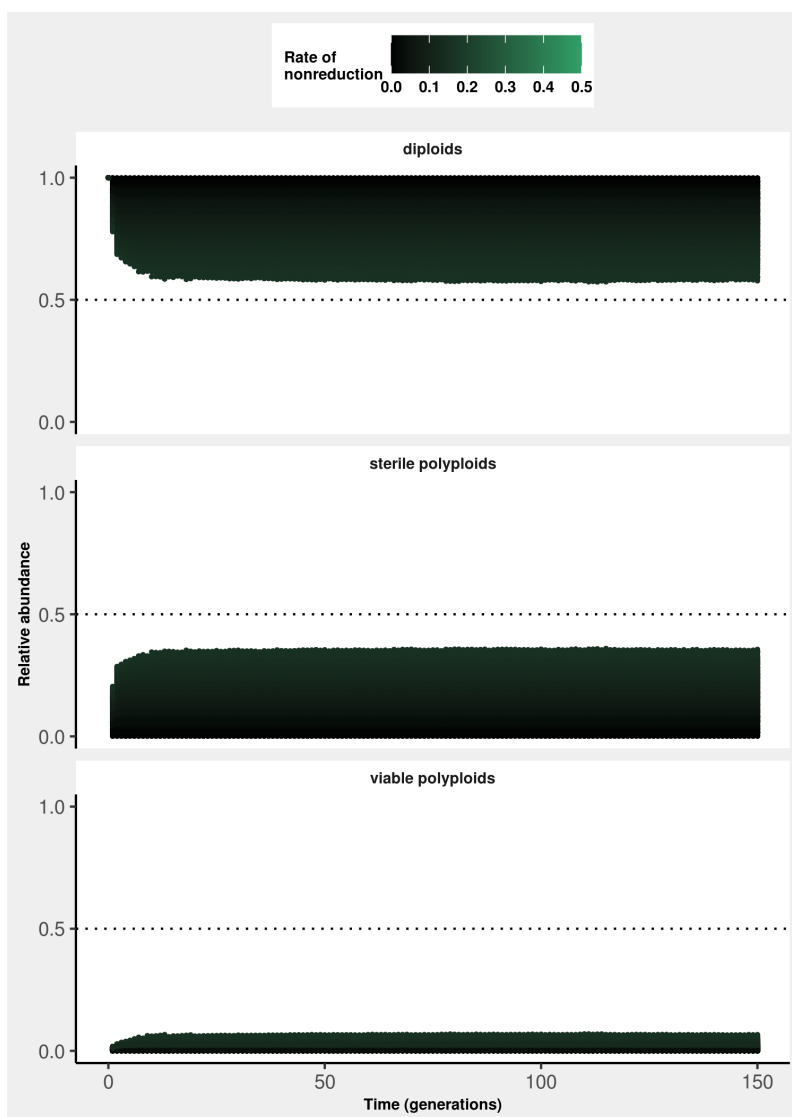 Rate of
nonreduction
0.0 0.1 0.2 0.3 0.4 0.5
diploids
1.0
0.5
0.0
sterile polyploids
1.0
0.5
0.0
Relative abundance
viable polyploids
1.0
0.5
0.0
0 50 100 150
Time (generations)